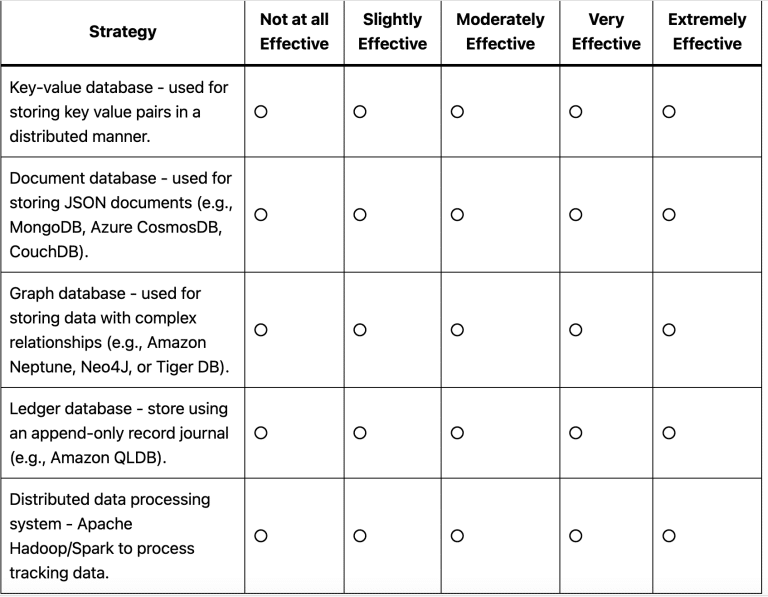 Strategy
Not at all
Effective
Slightly
Effective
Moderately
Effective
Very
Effective
Extremely
Effective
Key-value database - used for
storing key value pairs in a
distributed manner.
Document database - used for
storing JSON documents (e.g.,
MongoDB, Azure CosmosDB,
CouchDB).
Graph database - used for
storing data with complex
relationships (e.g., Amazon
Neptune, Neo4J, or Tiger DB).
Ledger database - store using
an append-only record journal
(e.g., Amazon QLDB).
Distributed data processing
system - Apache
Hadoop/Spark to process
tracking data.